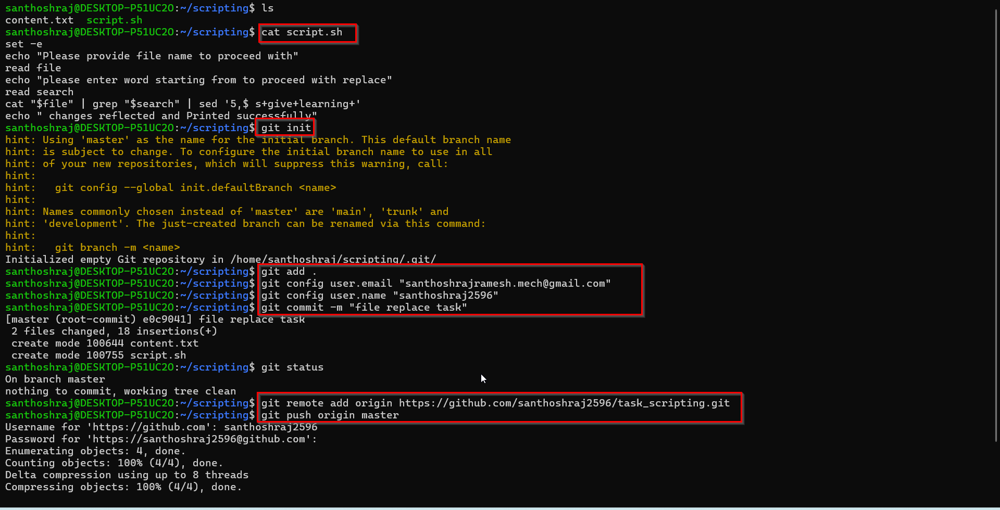 santhoshraj@DESKTOP-P51UC2O:~/scripting$ ls
content.txt  script.sh
santhoshraj@DESKTOP-P51UC2O:~/scripting$ cat script.sh
set -e
echo "Please provide file name to proceed with"
read file
echo "please enter word starting from to proceed with replace"
read search
cat "$file" | grep "$search" | sed '5,$ s+give+learning+'
echo " changes reflected and Printed successfully"
santhoshraj@DESKTOP-P51UC2O:~/scripting$ git init
hint: Using 'master' as the name for the initial branch. This default branch name
hint: is subject to change. To configure the initial branch name to use in all
hint: of your new repositories, which will suppress this warning, call:
hint:
hint:   git config --global init.defaultBranch <name>
hint:
hint: Names commonly chosen instead of 'master' are 'main', 'trunk' and
hint: 'development'. The just-created branch can be renamed via this command:
hint:
hint:   git branch -m <name>
Initialized empty Git repository in /home/santhoshraj/scripting/.git/
santhoshraj@DESKTOP-P51UC2O:~/scripting$ git add .
santhoshraj@DESKTOP-P51UC2O:~/scripting$ git config user.email "santhoshrajramesh.mech@gmail.com"
santhoshraj@DESKTOP-P51UC2O:~/scripting$ git config user.name "santhoshraj2596"
santhoshraj@DESKTOP-P51UC2O:~/scripting$ git commit -m "file replace task"
[master (root-commit) e0c9041] file replace task
 2 files changed, 18 insertions(+)
 create mode 100644 content.txt
 create mode 100755 script.sh
santhoshraj@DESKTOP-P51UC2O:~/scripting$ git status
On branch master
nothing to commit, working tree clean
santhoshraj@DESKTOP-P51UC2O:~/scripting$ git remote add origin https://github.com/santhoshraj2596/task_scripting.git
santhoshraj@DESKTOP-P51UC2O:~/scripting$ git push origin master
Username for 'https://github.com': santhoshraj2596
Password for 'https://santhoshraj2596@github.com':
Enumerating objects: 4, done.
Counting objects: 100% (4/4), done.
Delta compression using up to 8 threads
Compressing objects: 100% (4/4), done.